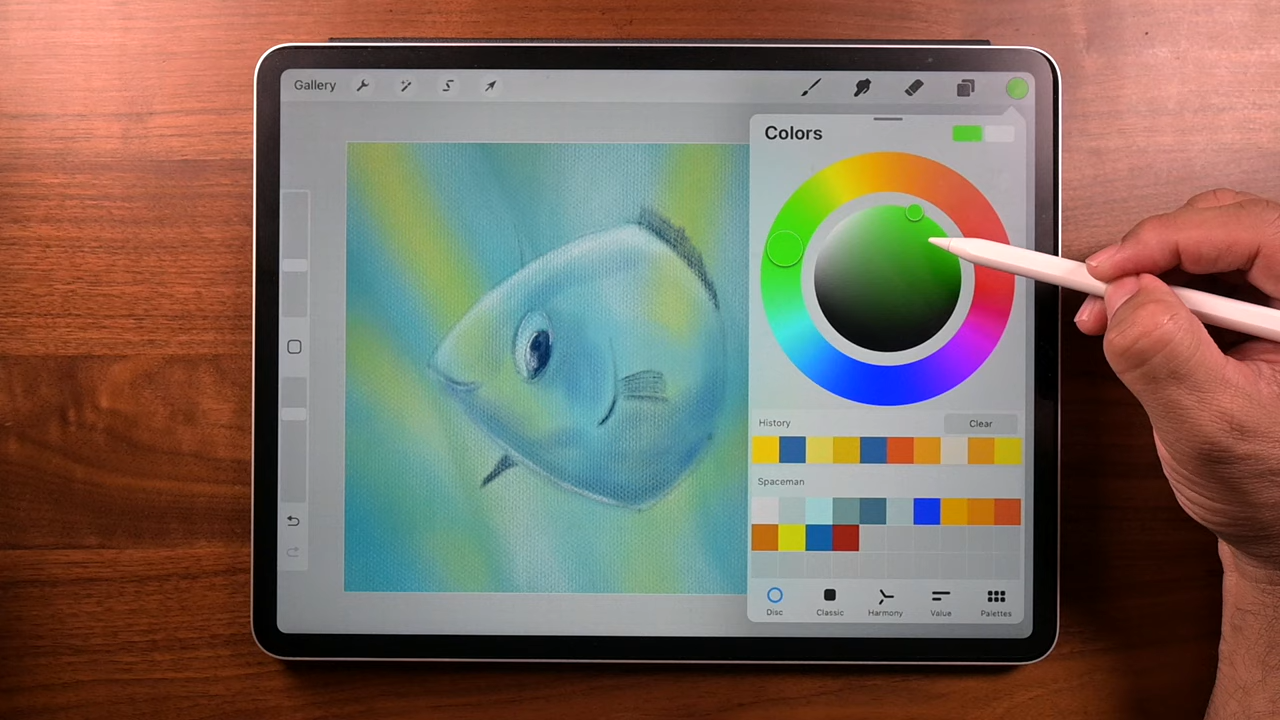 Gallery
Colors
History
Clear
Spaceman
Disc
Classic
Harmony
Value
Palettes